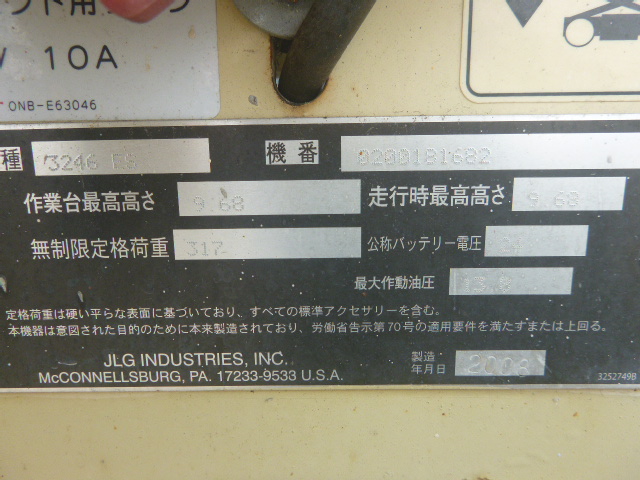 10A
ONB-E63046
種 3246 ES 機番 0200181682
作業台最高高さ 9.68 走行時最高高さ 9.68
無制限定格荷重 317 公称バッテリー電圧
最大作動油圧
定格荷重は硬い平らな表面に基づいており、すべての標準アクセサリーを含む。
本機器は意図された目的のために本来製造されており、労働省告示第70号の適用要件を満たすまたは上回る。
JLG INDUSTRIES, INC. 製造
McCONNELLSBURG, PA. 17233-9533 U.S.A. 年月日 2006
3252749B